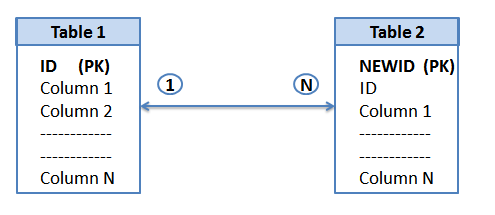 Table 1
ID (PK)
Column 1
Column 2
------------
------------
Column N
1
N
Table 2
NEWID (PK)
ID
Column 1
------------
------------
Column N